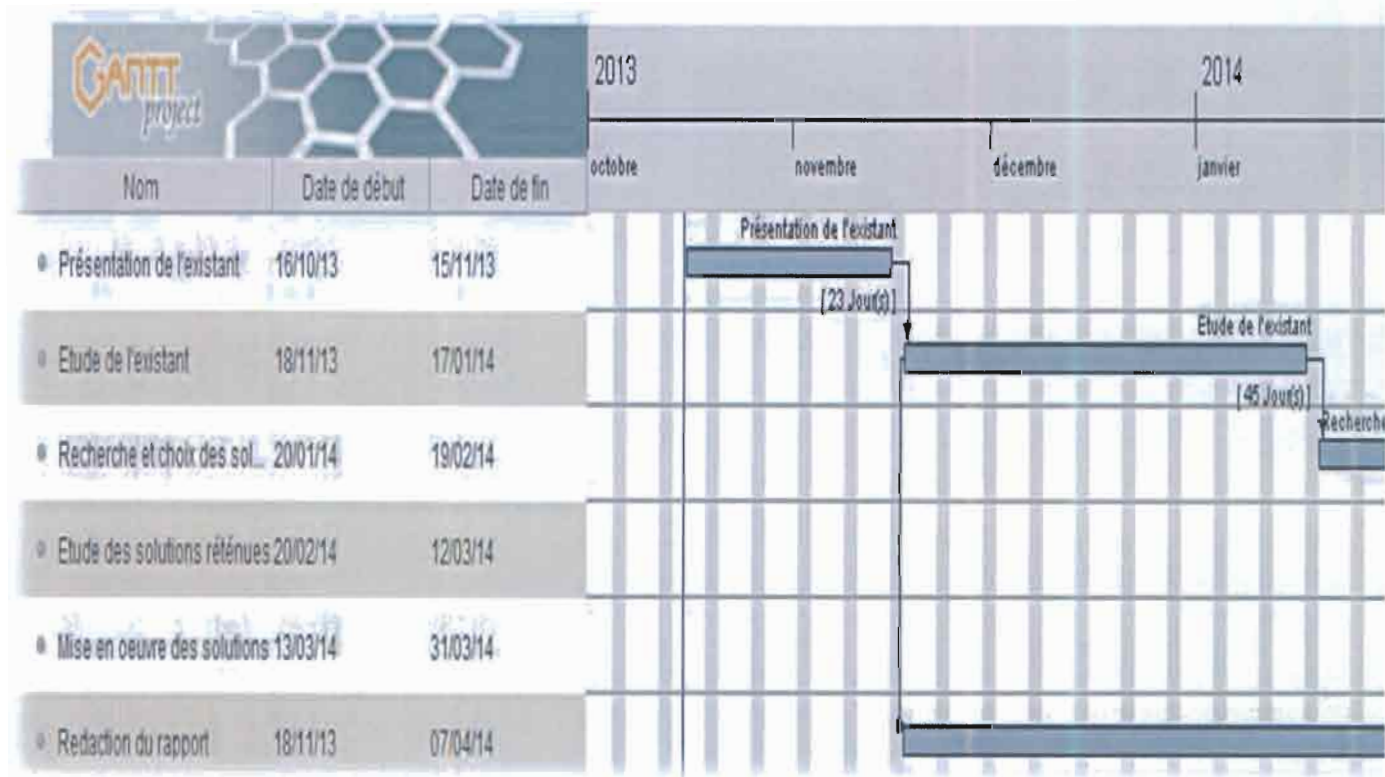 GANTT
project
2013
2014
octobre
novembre
décembre
janvier
Nom
Date de début
Date de fin
Présentation de l'existant
16/10/13
15/11/13
Présentation de l'existant
[ 23 Jour(s) ]
Etude de l'existant
18/11/13
17/01/14
Etude de l'existant
[ 45 Jour(s) ]
Recherche et choix des sol...
20/01/14
19/02/14
Recherche
Etude des solutions réténues
20/02/14
12/03/14
Mise en oeuvre des solutions
13/03/14
31/03/14
Redaction du rapport
18/11/13
07/04/14